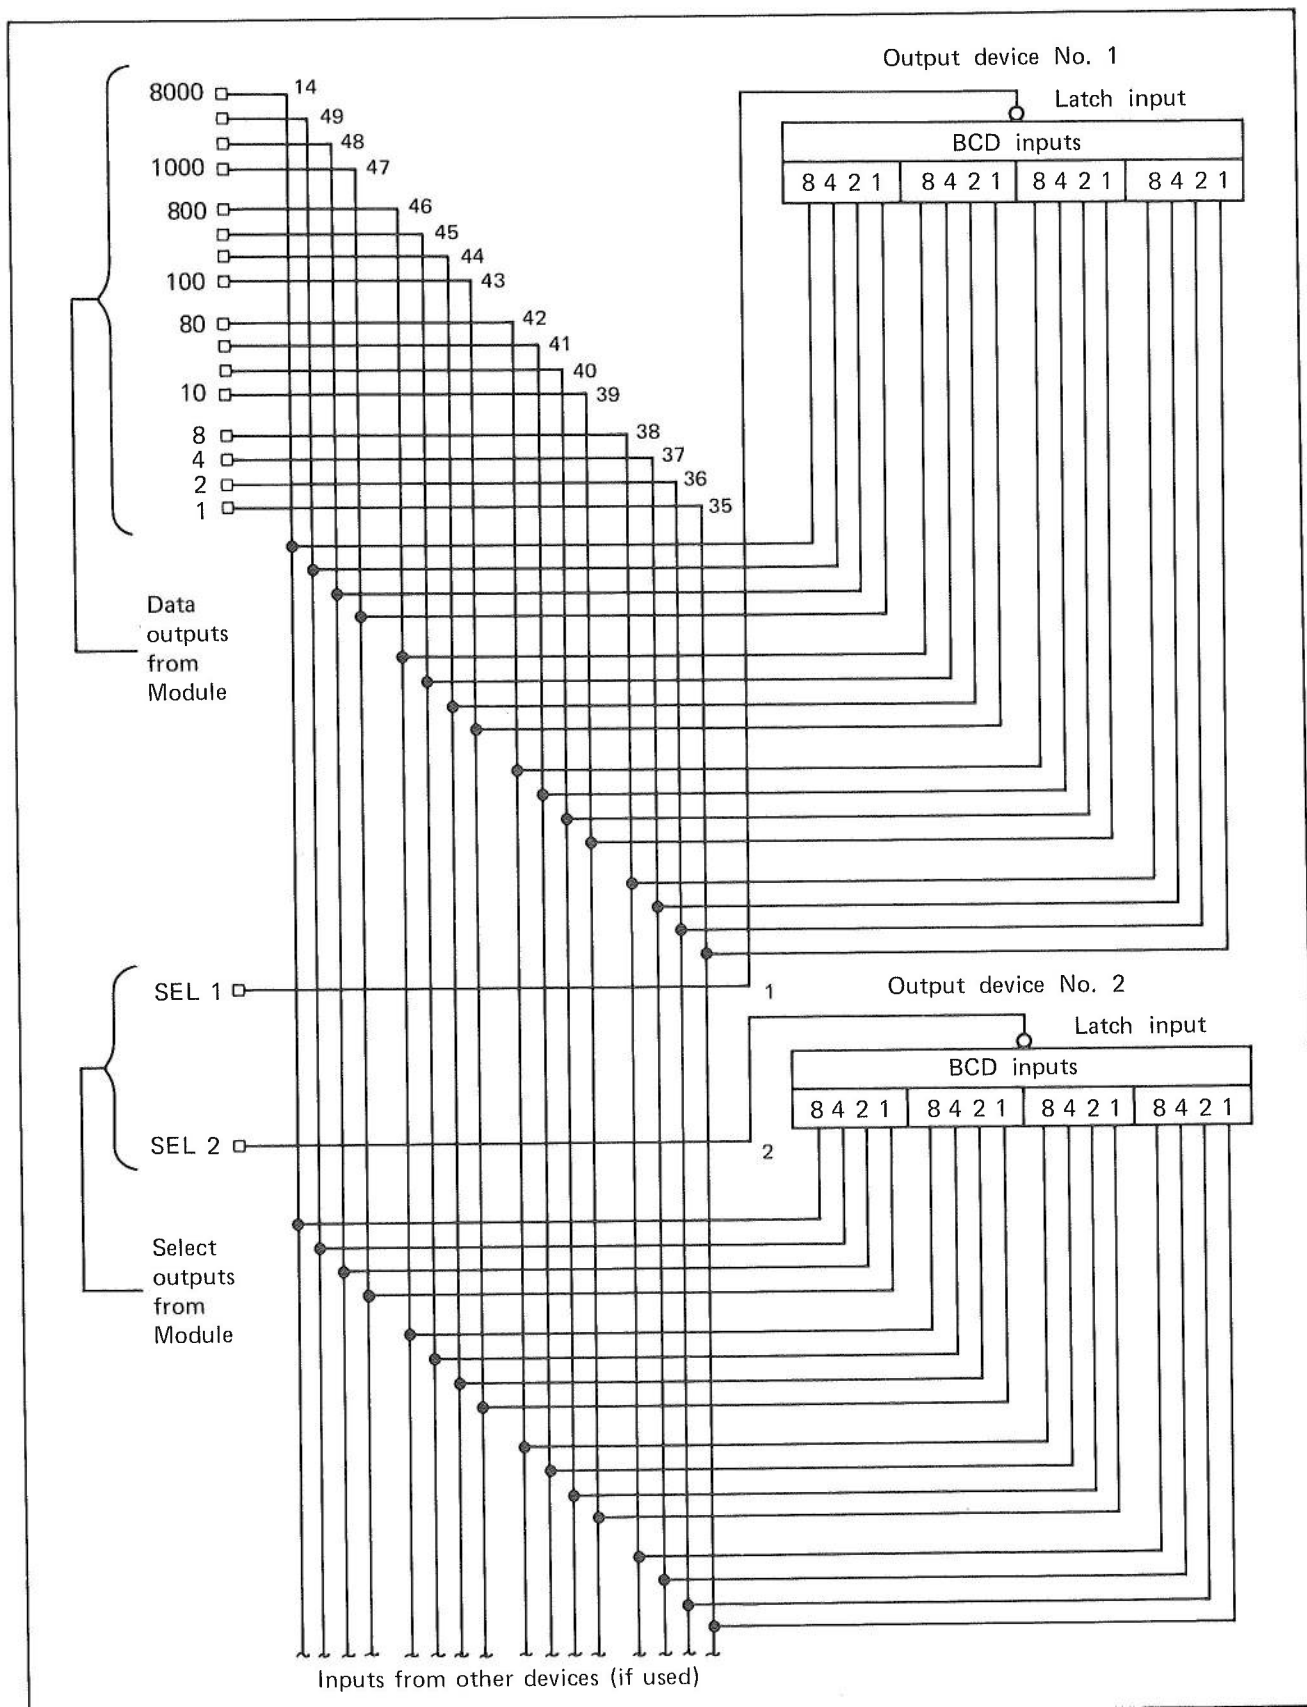 Output device No. 1
Latch input
BCD inputs
8 4 2 1 8 4 2 1 8 4 2 1 8 4 2 1
8000 14
49
48
1000 47
800 46
45
44
100 43
80 42
41
40
10 39
8 38
4 37
2 36
1 35
Data
outputs
from
Module
SEL 1 1
Output device No. 2
Latch input
BCD inputs
8 4 2 1 8 4 2 1 8 4 2 1 8 4 2 1
SEL 2 2
Select
outputs
from
Module
Inputs from other devices (if used)